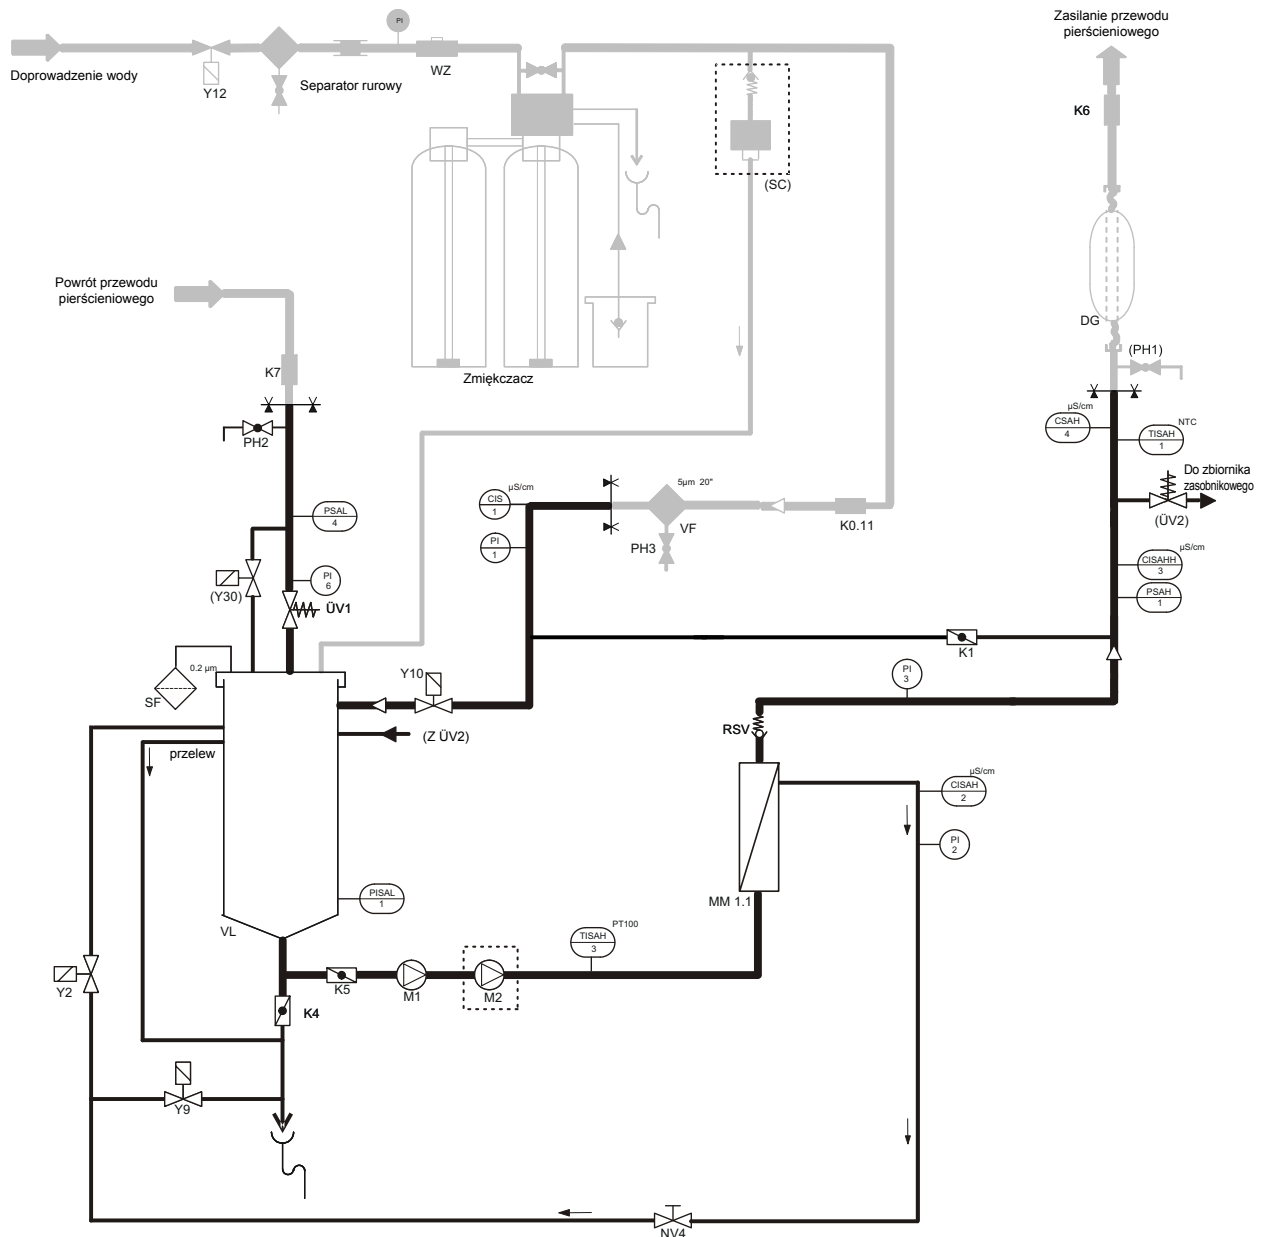 Zasilanie przewodu
pierścieniowego
PI
Doprowadzenie wody
Y12
Separator rurowy
WZ
K6
(SC)
Powrót przewodu
pierścieniowego
DG
(PH1)
K7
Zmiękczacz
µS/cm
CSAH
4
NTC
TISAH
1
PH2
Do zbiornika
zasobnikowego
5µm 20"
µS/cm
CIS
1
PSAL
4
(ÜV2)
K0.11
VF
PH3
PI
1
µS/cm
CISAHH
3
PI
6
(Y30)
ÜV1
PSAH
1
K1
0.2 µm
SF
Y10
PI
3
RSV
(Z ÜV2)
przelew
µS/cm
CISAH
2
PI
2
PISAL
1
MM 1.1
VL
PT100
TISAH
3
Y2
K5
M1
M2
K4
Y9
NV4